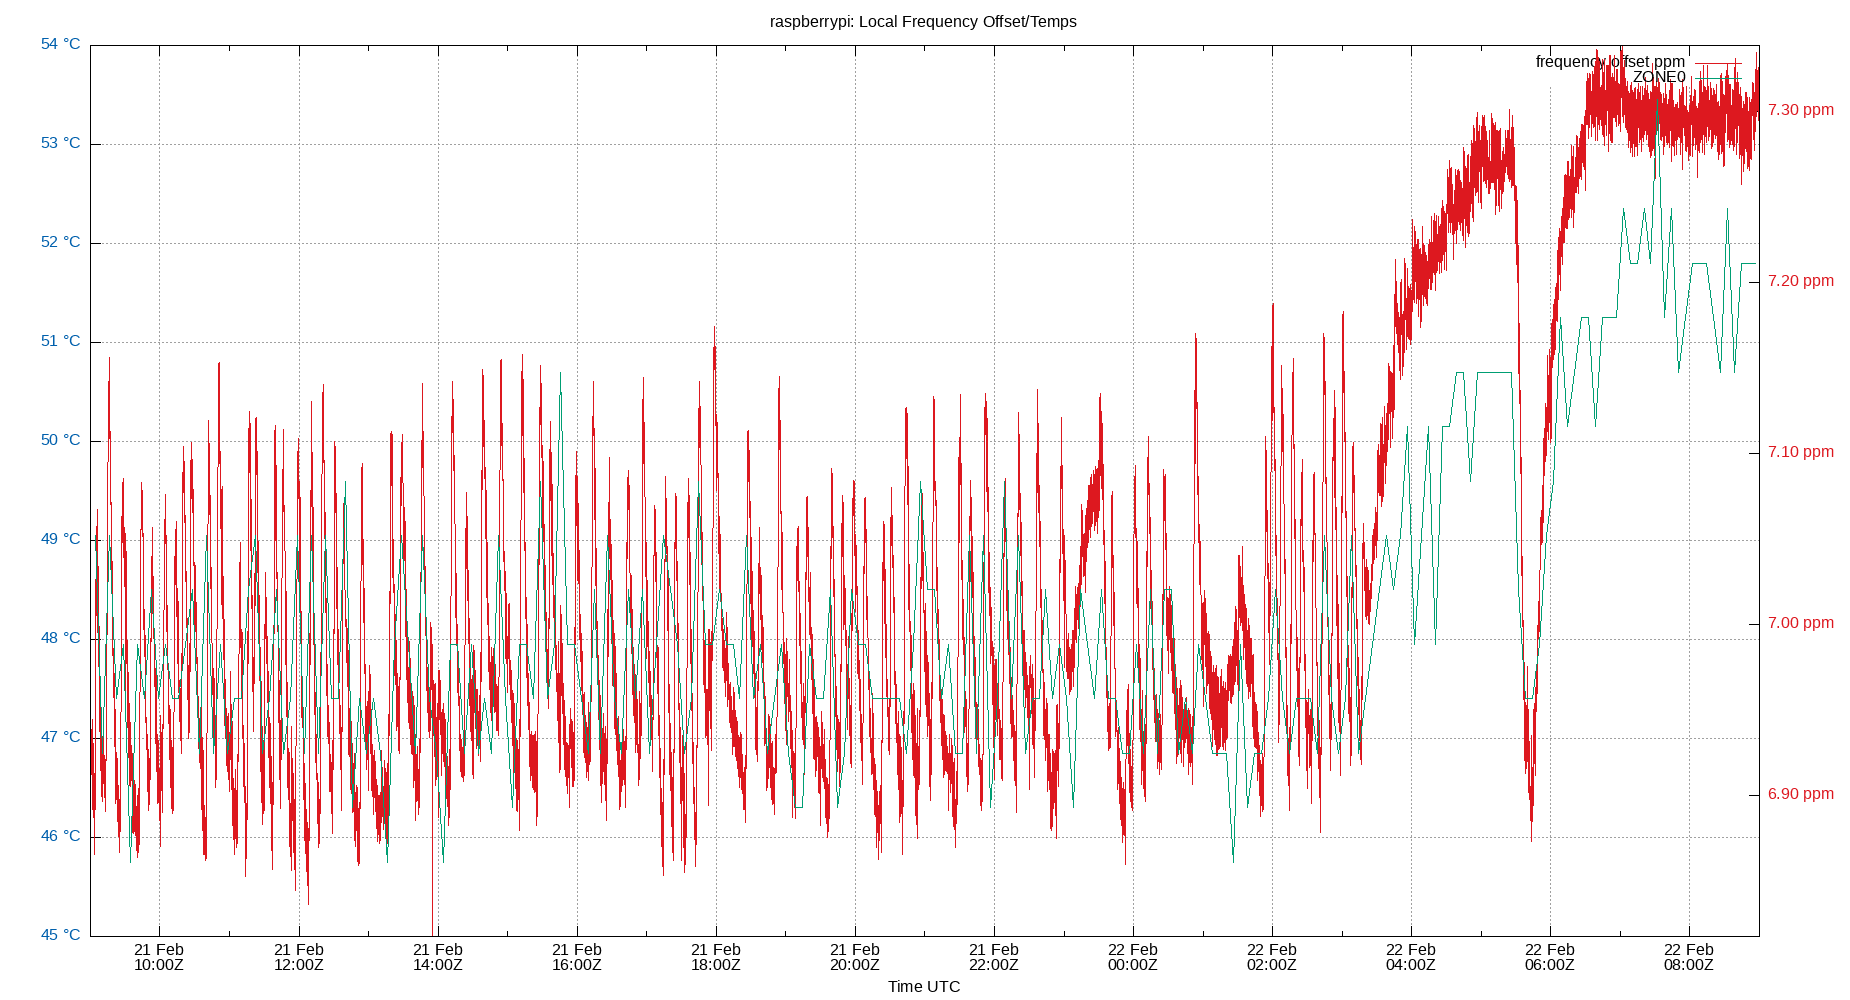 raspberrypi: Local Frequency Offset/Temps
54 °C
frequency offset ppm
ZONE0
7.30 ppm
53 °C
52 °C
7.20 ppm
51 °C
50 °C
7.10 ppm
49 °C
48 °C
7.00 ppm
47 °C
6.90 ppm
46 °C
45 °C
21 Feb 21 Feb 21 Feb 21 Feb 21 Feb 21 Feb 21 Feb 22 Feb 22 Feb 22 Feb 22 Feb 22 Feb
10:00Z 12:00Z 14:00Z 16:00Z 18:00Z 20:00Z 22:00Z 00:00Z 02:00Z 04:00Z 06:00Z 08:00Z
Time UTC